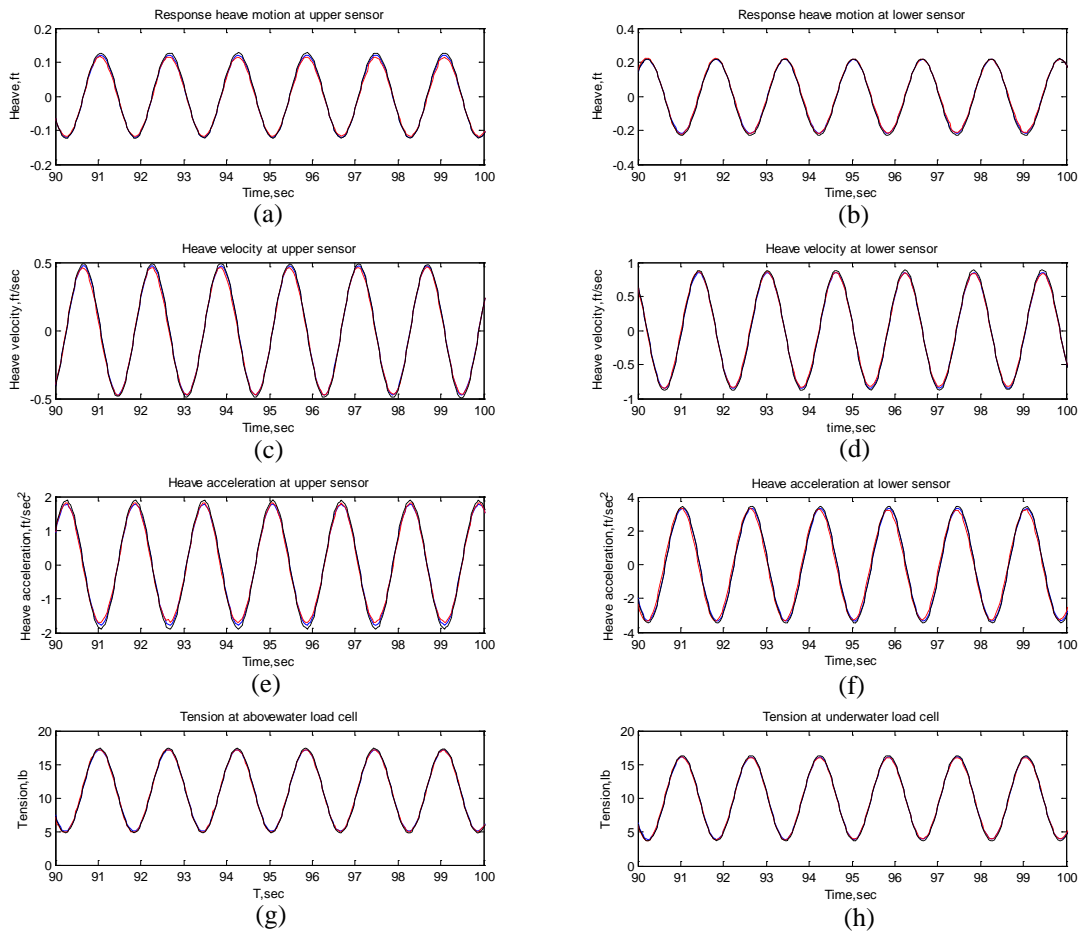 Response heave motion at upper sensor
0.2
0.1
0
-0.1
-0.2
Heave,ft
90 91 92 93 94 95 96 97 98 99 100
Time,sec
(a)
Response heave motion at lower sensor
0.4
0.2
0
-0.2
-0.4
Heave,ft
90 91 92 93 94 95 96 97 98 99 100
Time,sec
(b)
Heave velocity at upper sensor
0.5
0
-0.5
Heave velocity,ft/sec
90 91 92 93 94 95 96 97 98 99 100
Time,sec
(c)
Heave velocity at lower sensor
1
0.5
0
-0.5
-1
Heave velocity,ft/sec
90 91 92 93 94 95 96 97 98 99 100
time,sec
(d)
Heave acceleration at upper sensor
2
1
0
-1
-2
Heave acceleration,ft/sec²
90 91 92 93 94 95 96 97 98 99 100
Time,sec
(e)
Heave acceleration at lower sensor
4
2
0
-2
-4
Heave acceleration,ft/sec²
90 91 92 93 94 95 96 97 98 99 100
Time,sec
(f)
Tension at abovewater load cell
20
15
10
5
0
Tension,lb
90 91 92 93 94 95 96 97 98 99 100
T,sec
(g)
Tension at underwater load cell
20
15
10
5
0
Tension,lb
90 91 92 93 94 95 96 97 98 99 100
Time,sec
(h)